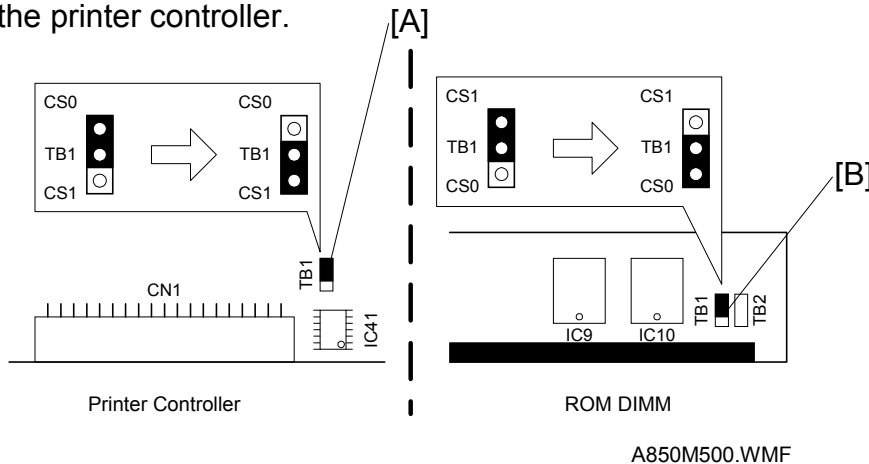 the printer controller.
[A]
CS0
CS0
TB1
TB1
CS1
CS1
TB1
CN1
IC41
Printer Controller
CS1
CS1
TB1
TB1
CS0
CS0
[B]
TB1
TB2
IC9
IC10
ROM DIMM
A850M500.WMF